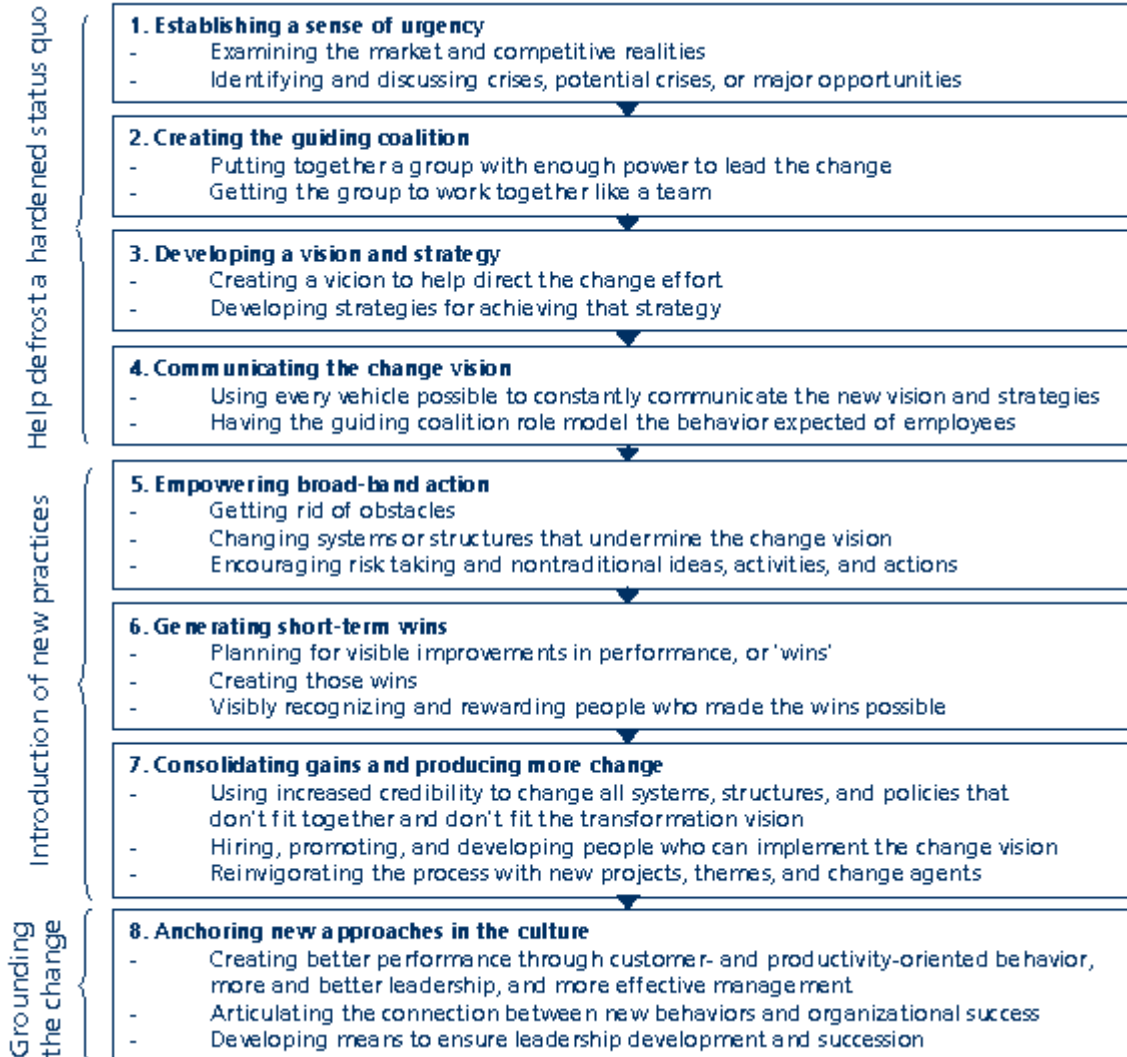 Help defrost a hardened status quo
1. Establishing a sense of urgency
- Examining the market and competitive realities
- Identifying and discussing crises, potential crises, or major opportunities
2. Creating the guiding coalition
- Putting together a group with enough power to lead the change
- Getting the group to work together like a team
3. Developing a vision and strategy
- Creating a vicion to help direct the change effort
- Developing strategies for achieving that strategy
4. Communicating the change vision
- Using every vehicle possible to constantly communicate the new vision and strategies
- Having the guiding coalition role model the behavior expected of employees
Introduction of new practices
5. Empowering broad-band action
- Getting rid of obstacles
- Changing systems or structures that undermine the change vision
- Encouraging risk taking and nontraditional ideas, activities, and actions
6. Generating short-term wins
- Planning for visible improvements in performance, or 'wins'
- Creating those wins
- Visibly recognizing and rewarding people who made the wins possible
7. Consolidating gains and producing more change
- Using increased credibility to change all systems, structures, and policies that
don't fit together and don't fit the transformation vision
- Hiring, promoting, and developing people who can implement the change vision
- Reinvigorating the process with new projects, themes, and change agents
Grounding
the change
8. Anchoring new approaches in the culture
- Creating better performance through customer- and productivity-oriented behavior,
more and better leadership, and more effective management
- Articulating the connection between new behaviors and organizational success
- Developing means to ensure leadership development and succession